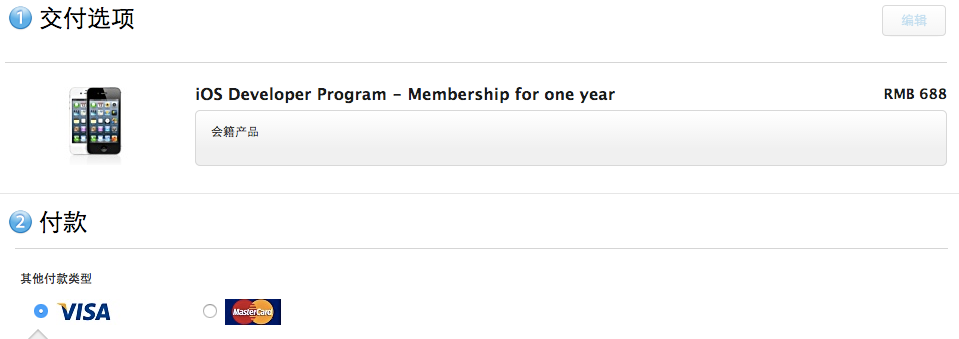 1 交付选项
编辑
iOS Developer Program – Membership for one year
RMB 688
会籍产品
2 付款
其他付款类型
VISA
MasterCard